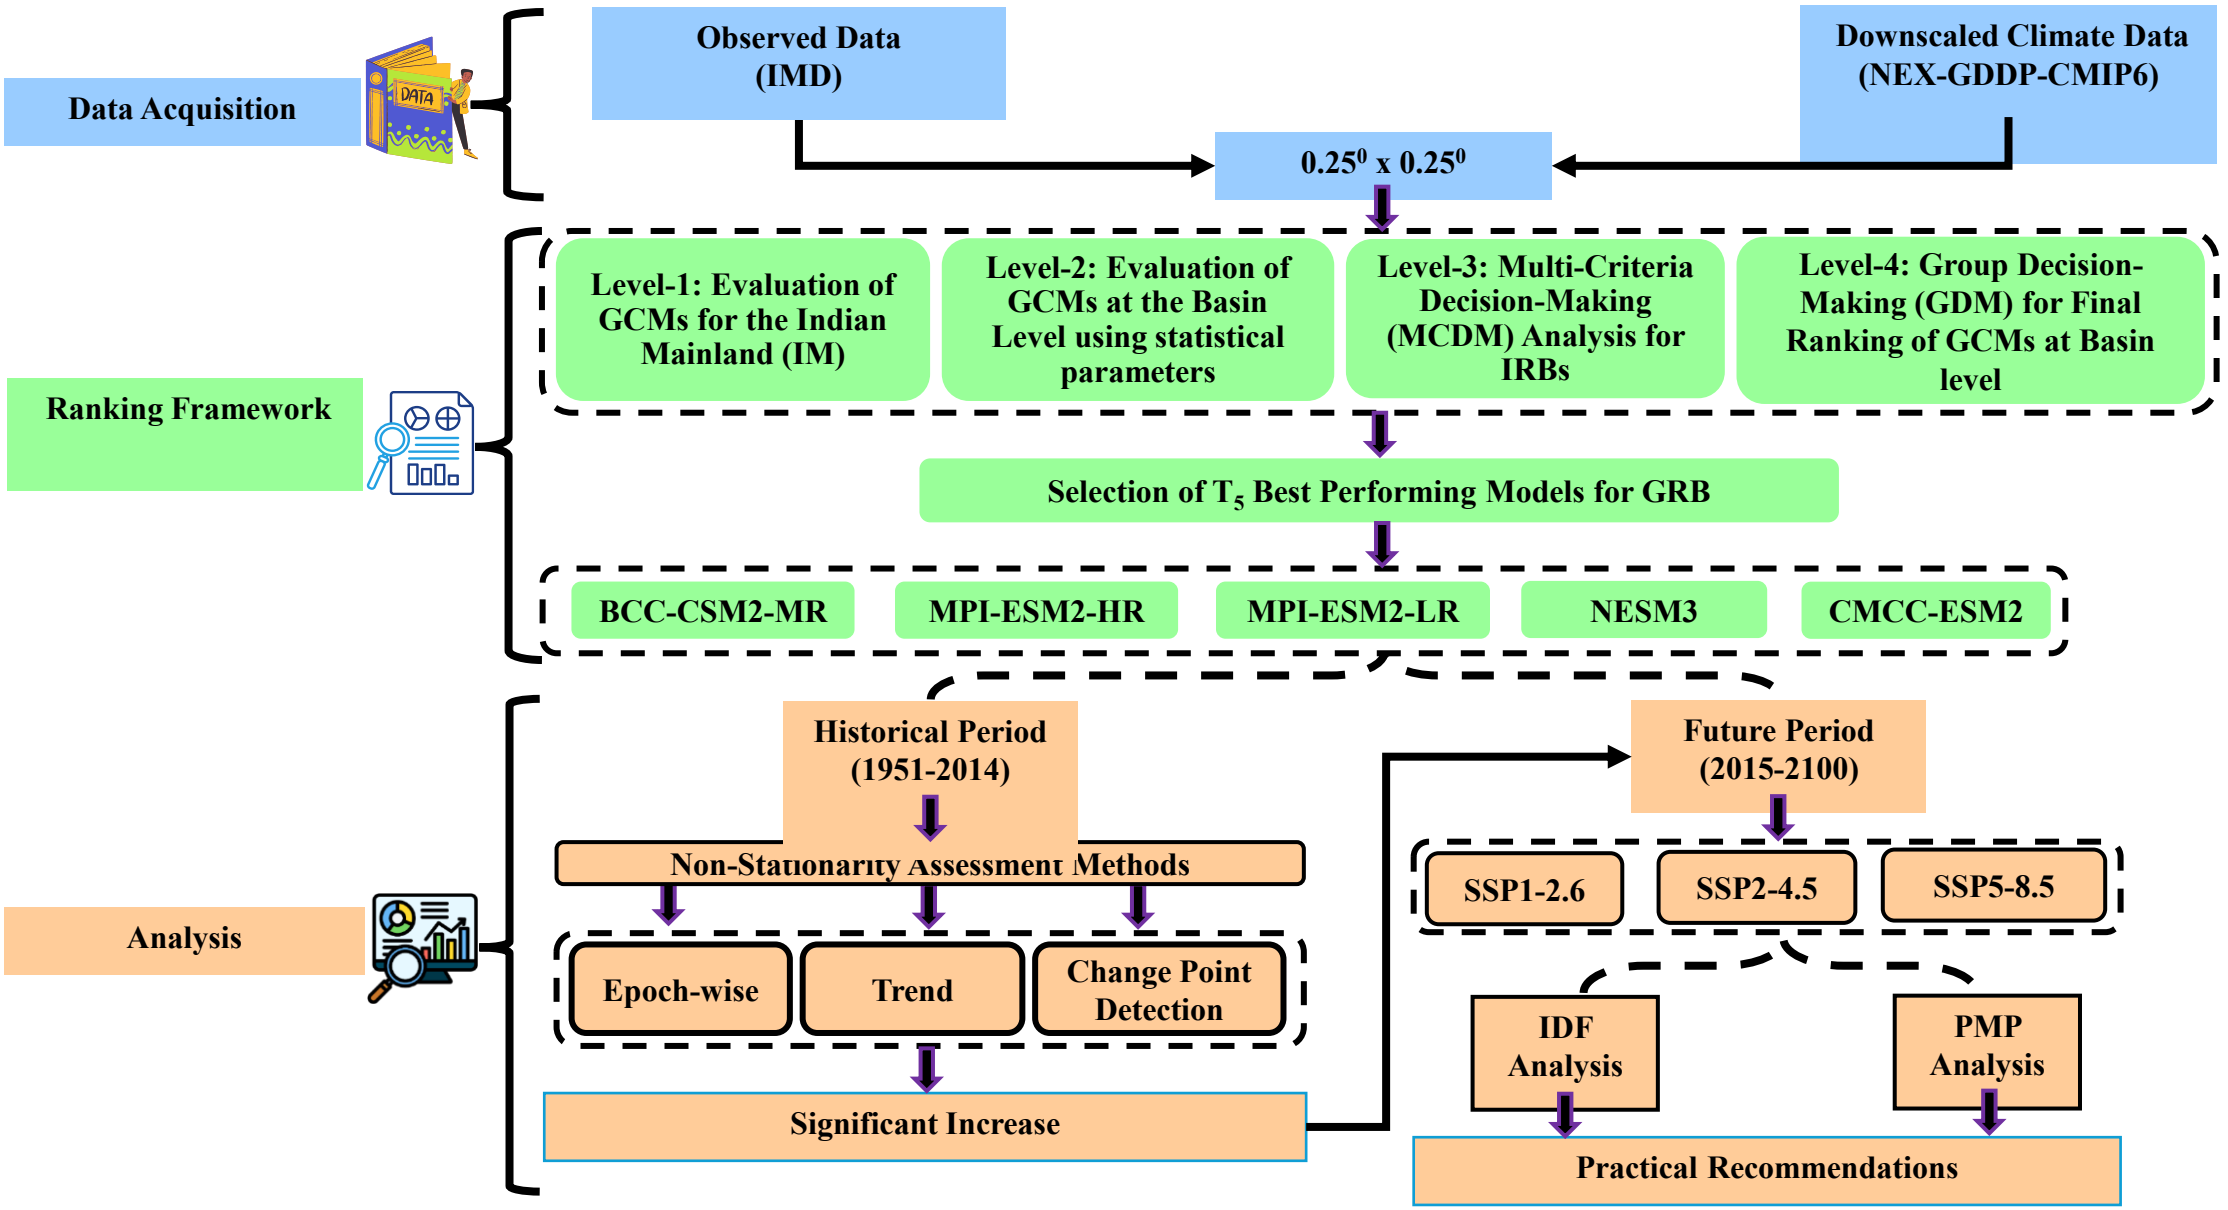 Data Acquisition
DATA
Observed Data
(IMD)
Downscaled Climate Data
(NEX-GDDP-CMIP6)
0.25⁰ x 0.25⁰
Ranking Framework
Level-1: Evaluation of
GCMs for the Indian
Mainland (IM)
Level-2: Evaluation of
GCMs at the Basin
Level using statistical
parameters
Level-3: Multi-Criteria
Decision-Making
(MCDM) Analysis for
IRBs
Level-4: Group Decision-
Making (GDM) for Final
Ranking of GCMs at Basin
level
Selection of T₅ Best Performing Models for GRB
BCC-CSM2-MR
MPI-ESM2-HR
MPI-ESM2-LR
NESM3
CMCC-ESM2
Analysis
Historical Period
(1951-2014)
Non-Stationarity Assessment Methods
Epoch-wise
Trend
Change Point
Detection
Significant Increase
Future Period
(2015-2100)
SSP1-2.6
SSP2-4.5
SSP5-8.5
IDF
Analysis
PMP
Analysis
Practical Recommendations